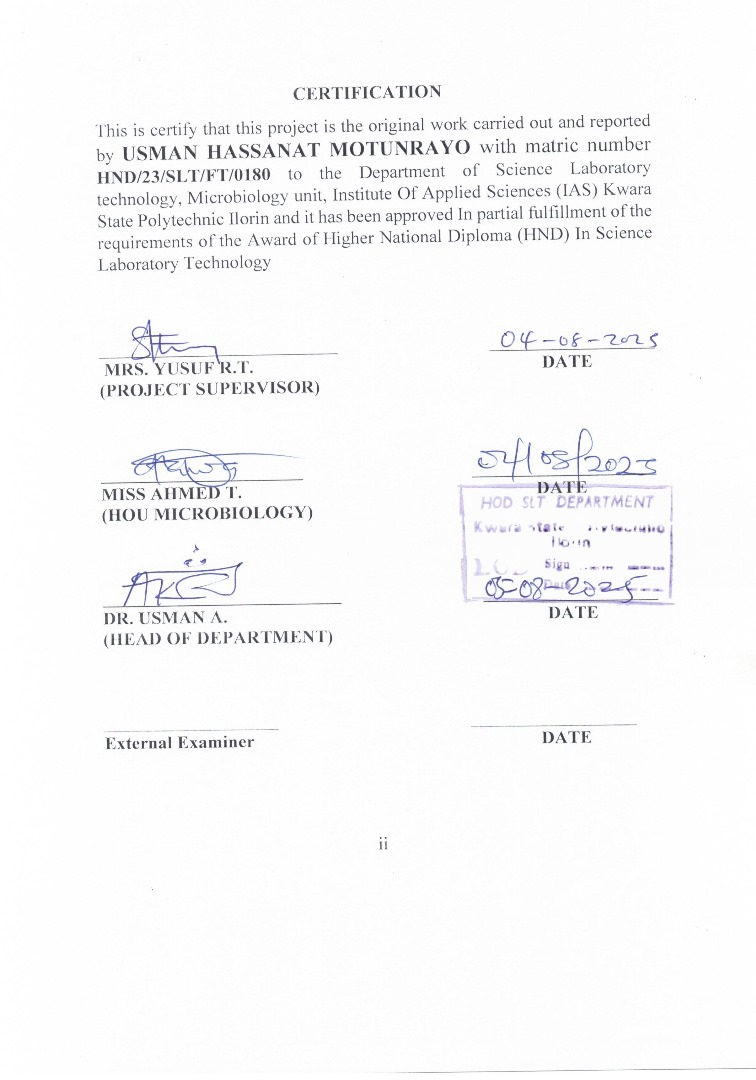 CERTIFICATION
This is certify that this project is the original work carried out and reported
by USMAN HASSANAT MOTUNRAYO with matric number
HND/23/SLT/FT/0180 to the Department of Science Laboratory
technology, Microbiology unit, Institute Of Applied Sciences (IAS) Kwara
State Polytechnic Ilorin and it has been approved In partial fulfillment of the
requirements of the Award of Higher National Diploma (HND) In Science
Laboratory Technology
04-08-2025
MRS. YUSUF R.T.
DATE
(PROJECT SUPERVISOR)
04/08/2025
MISS AHMED T.
DATE
(HOU MICROBIOLOGY)
HOD SLT DEPARTMENT
Kwara State
Ilorin
Sign
05-08-2025
DR. USMAN A.
DATE
(HEAD OF DEPARTMENT)
External Examiner
DATE
ii